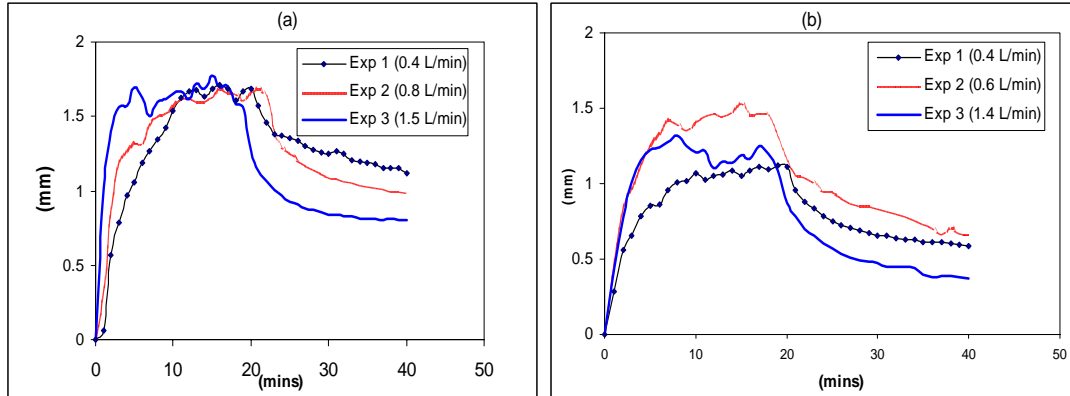 (a)
2
1.5
1
0.5
0
(mm)
Exp 1 (0.4 L/min)
Exp 2 (0.8 L/min)
Exp 3 (1.5 L/min)
0 10 20 30 40 50
(mins)
(b)
2
1.5
1
0.5
0
(mm)
Exp 1 (0.4 L/min)
Exp 2 (0.6 L/min)
Exp 3 (1.4 L/min)
0 10 20 30 40 50
(mins)